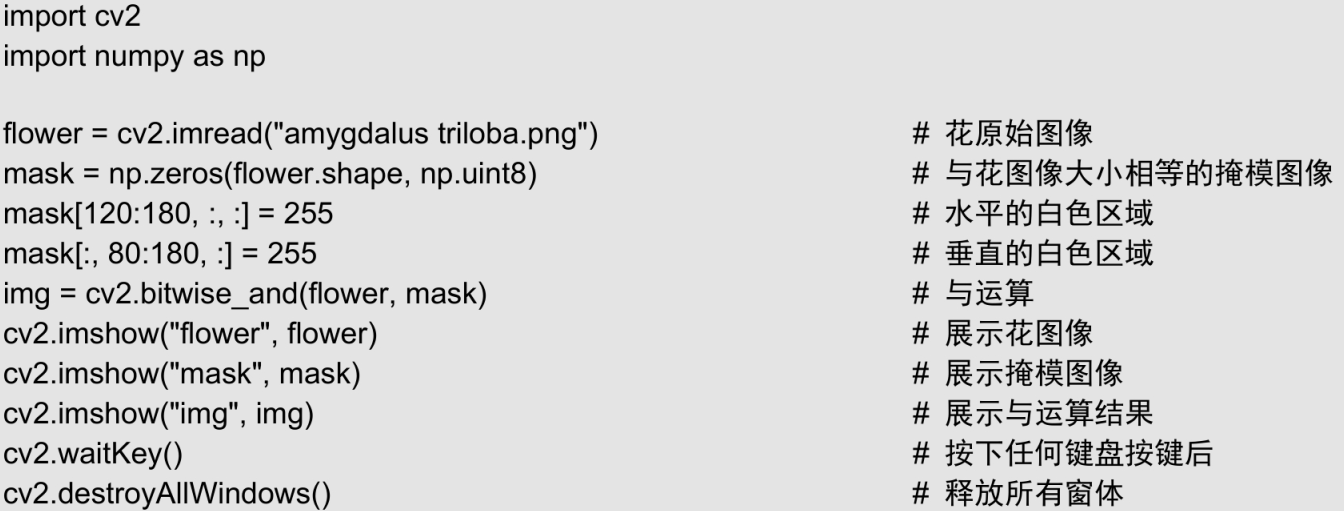 import cv2
import numpy as np
flower = cv2.imread("amygdalus triloba.png") # 花原始图像
mask = np.zeros(flower.shape, np.uint8) # 与花图像大小相等的掩模图像
mask[120:180, :, :] = 255 # 水平的白色区域
mask[:, 80:180, :] = 255 # 垂直的白色区域
img = cv2.bitwise_and(flower, mask) # 与运算
cv2.imshow("flower", flower) # 展示花图像
cv2.imshow("mask", mask) # 展示掩模图像
cv2.imshow("img", img) # 展示与运算结果
cv2.waitKey() # 按下任何键盘按键后
cv2.destroyAllWindows() # 释放所有窗体